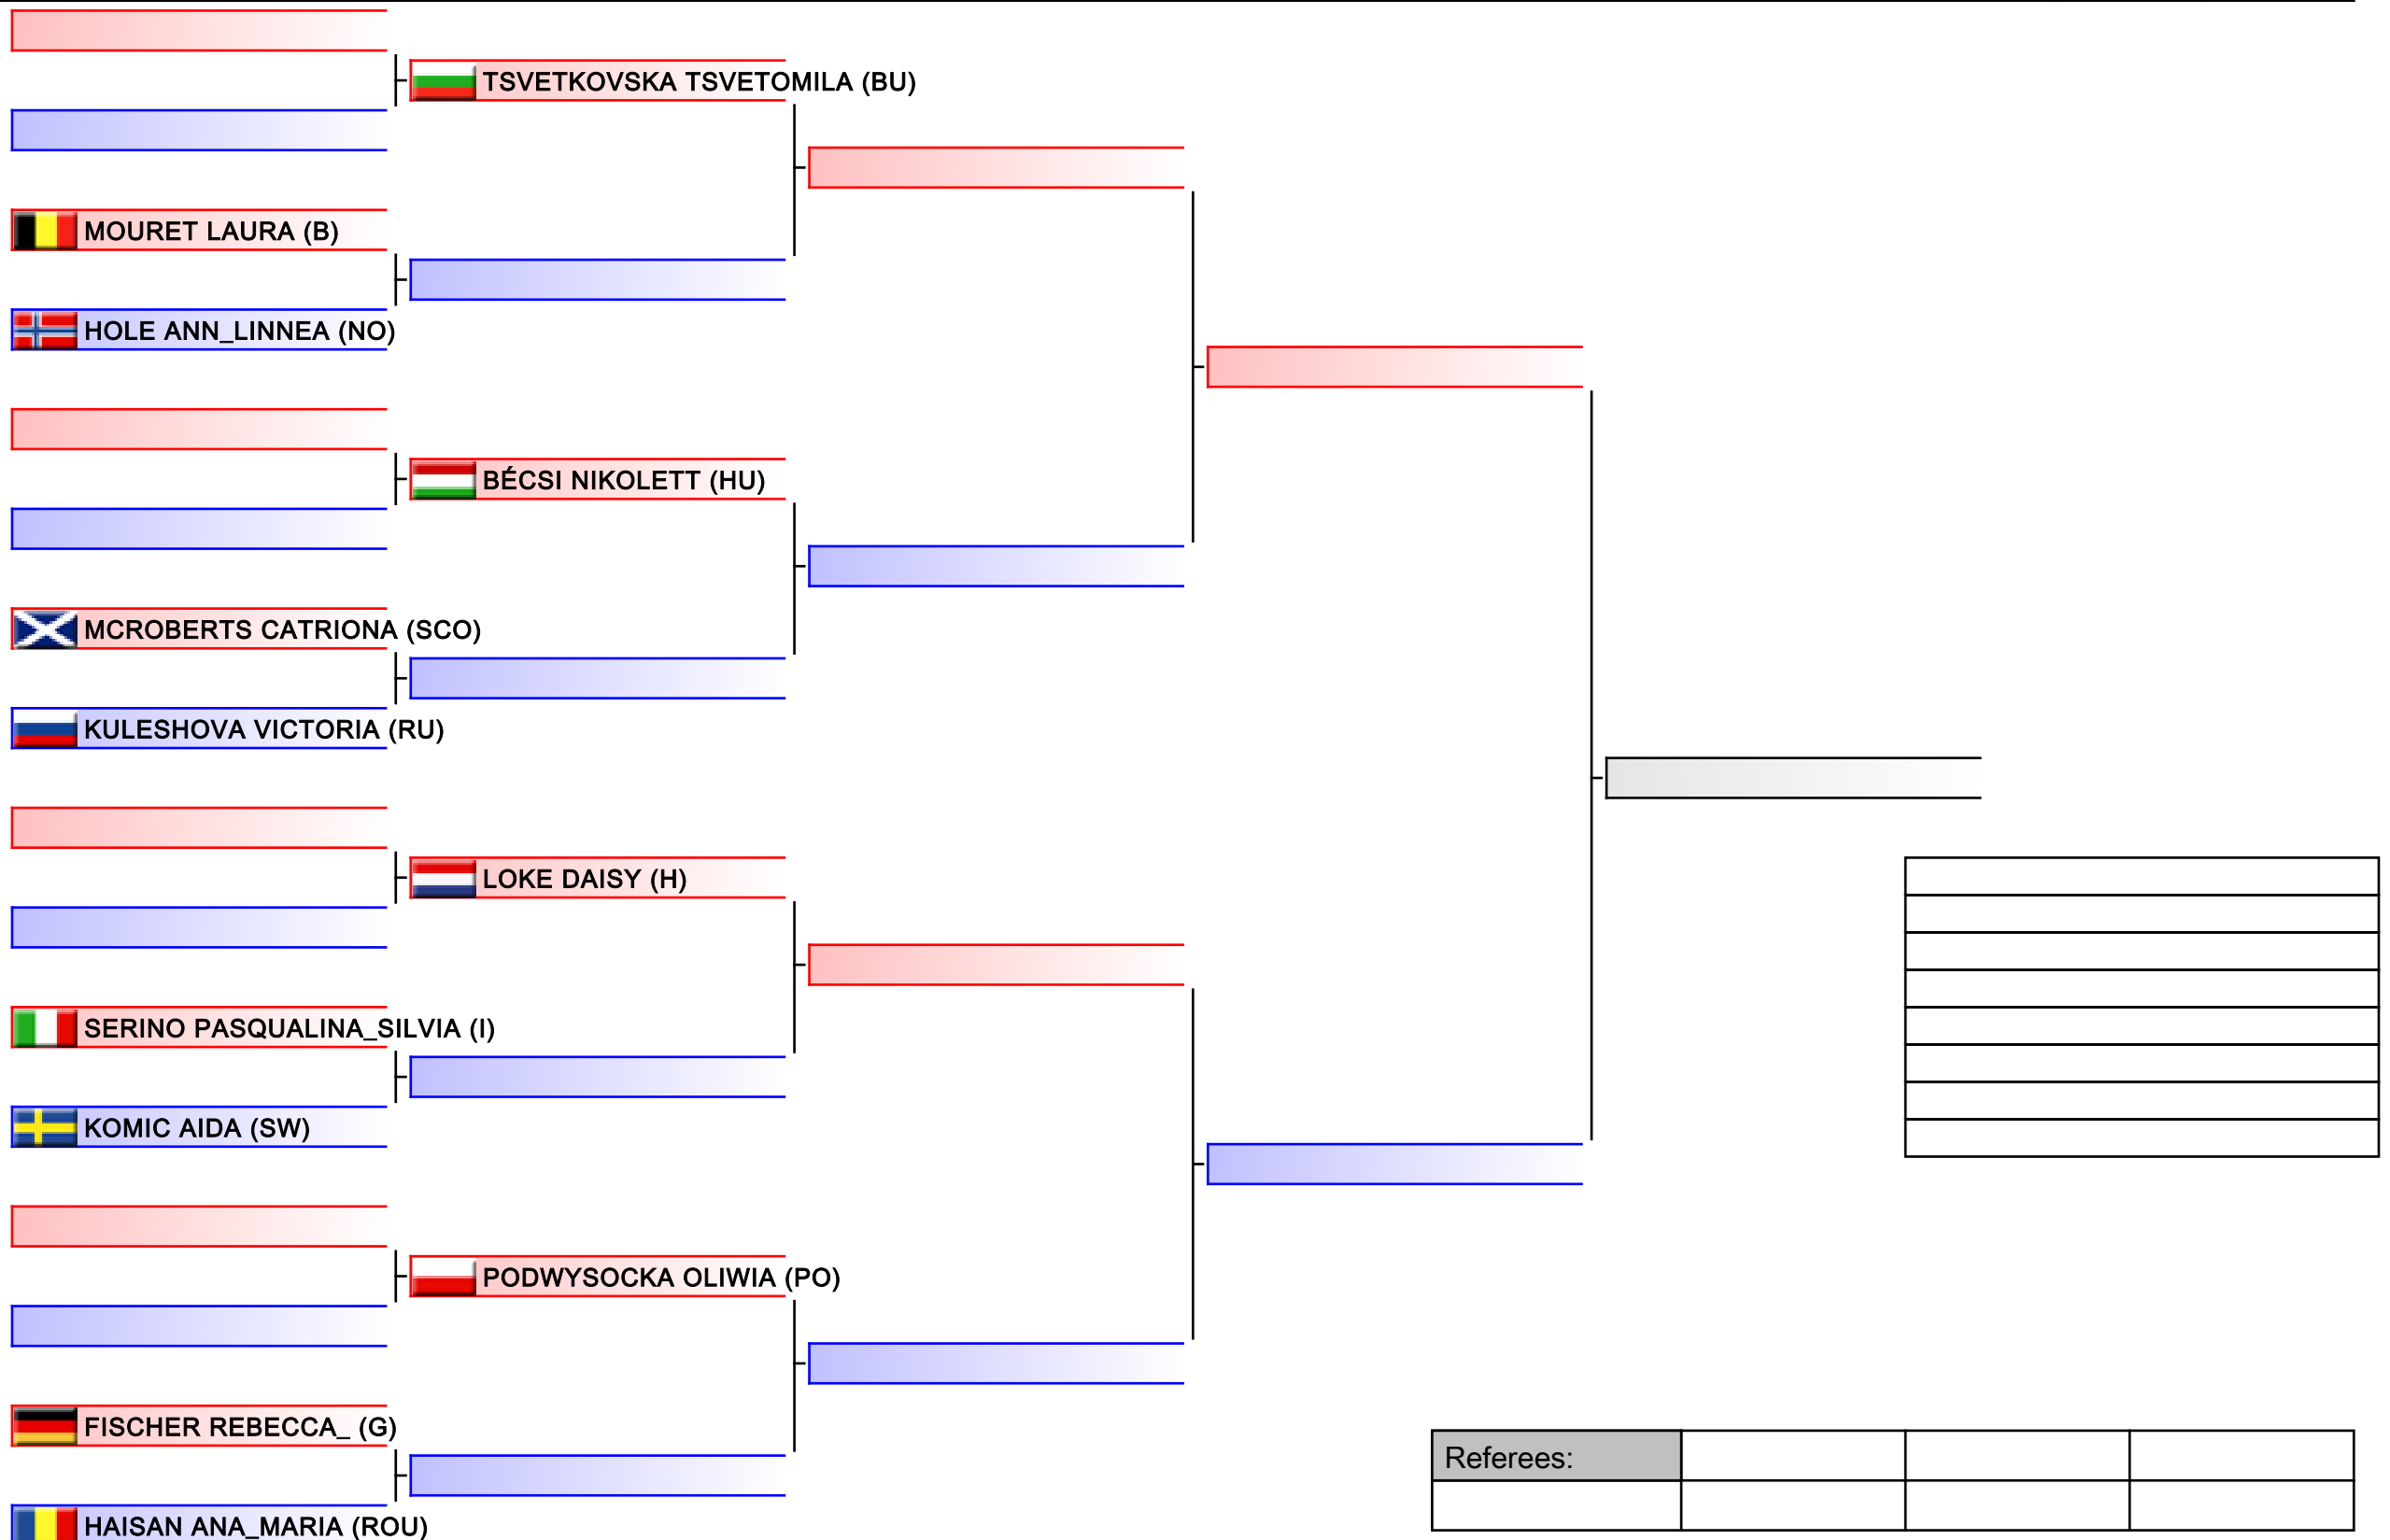 TSVETKOVSKA TSVETOMILA (BU)
MOURET LAURA (B)
HOLE ANN_LINNEA (NO)
BÉCSI NIKOLETT (HU)
MCROBERTS CATRIONA (SCO)
KULESHOVA VICTORIA (RU)
LOKE DAISY (H)
SERINO PASQUALINA_SILVIA (I)
KOMIC AIDA (SW)
PODWYSOCKA OLIWIA (PO)
FISCHER REBECCA_ (G)
Referees:
HAISAN ANA_MARIA (ROU)